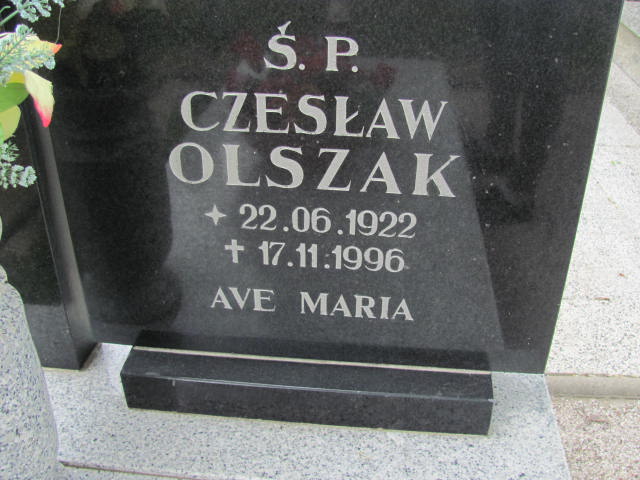 Ś. P.
CZESŁAW
OLSZAK
✦ 22.06.1922
✝ 17.11.1996
AVE MARIA